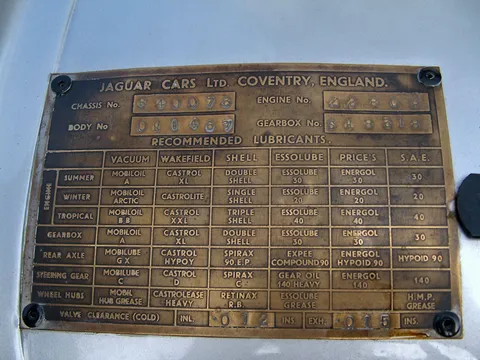 JAGUAR CARS LTD COVENTRY, ENGLAND.
CHASSIS No. ENGINE No.
BODY No GEARBOX No.
RECOMMENDED LUBRICANTS.
VACUUM WAKEFIELD SHELL ESSOLUBE PRICE'S S.A.E.
ENGINE
SUMMER MOBILOIL A CASTROL XL DOUBLE SHELL ESSOLUBE 30 ENERGOL 30 30
WINTER MOBILOIL ARCTIC CASTROLITE SINGLE SHELL ESSOLUBE 20 ENERGOL 20 20
TROPICAL MOBILOIL B B CASTROL XXL TRIPLE SHELL ESSOLUBE 40 ENERGOL 40 40
GEARBOX MOBILOIL A CASTROL XL DOUBLE SHELL ESSOLUBE 30 ENERGOL 30 30
REAR AXLE MOBILUBE G X CASTROL HYPOY SPIRAX 90 E.P EXPEE COMPOUND 90 ENERGOL HYPOID 90 HYPOID 90
STEERING GEAR MOBILUBE C CASTROL D SPIRAX C GEAR OIL 140 HEAVY ENERGOL 140 140
WHEEL HUBS MOBIL HUB GREASE CASTROLEASE HEAVY RETINAX R.B. ESSOLUBE GREASE H.M.P. GREASE
VALVE CLEARANCE (COLD) INL. 012 INS. EXH. 015 INS.